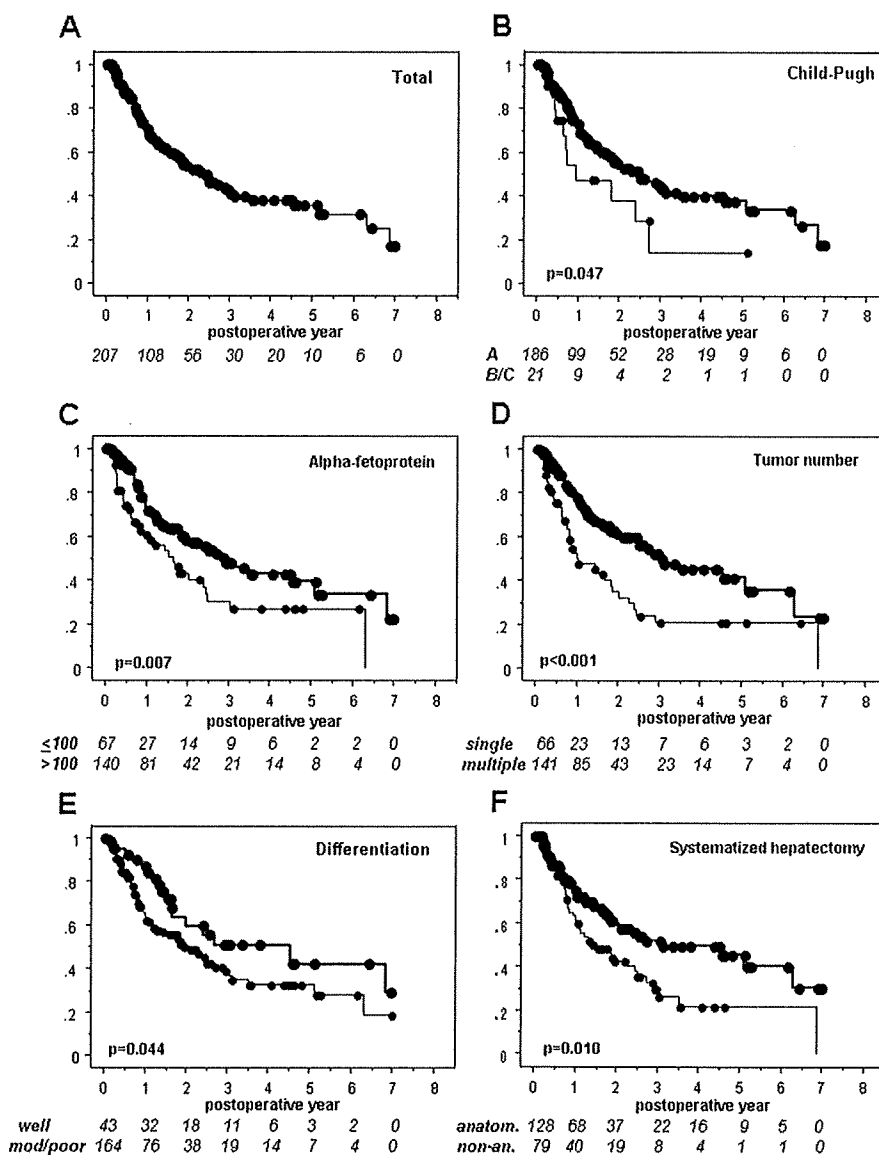 A
Total
1
.8
.6
.4
.2
0
0 1 2 3 4 5 6 7 8
postoperative year
207 108 56 30 20 10 6 0
B
Child-Pugh
1
.8
.6
.4
.2
0
p=0.047
0 1 2 3 4 5 6 7 8
postoperative year
A 186 99 52 28 19 9 6 0
B/C 21 9 4 2 1 1 0 0
C
Alpha-fetoprotein
1
.8
.6
.4
.2
0
p=0.007
0 1 2 3 4 5 6 7 8
postoperative year
≤100 67 27 14 9 6 2 2 0
>100 140 81 42 21 14 8 4 0
D
Tumor number
1
.8
.6
.4
.2
0
p<0.001
0 1 2 3 4 5 6 7 8
postoperative year
single 66 23 13 7 6 3 2 0
multiple 141 85 43 23 14 7 4 0
E
Differentiation
1
.8
.6
.4
.2
0
p=0.044
0 1 2 3 4 5 6 7 8
postoperative year
well 43 32 18 11 6 3 2 0
mod/poor 164 76 38 19 14 7 4 0
F
Systematized hepatectomy
1
.8
.6
.4
.2
0
p=0.010
0 1 2 3 4 5 6 7 8
postoperative year
anatom. 128 68 37 22 16 9 5 0
non-an. 79 40 19 8 4 1 1 0